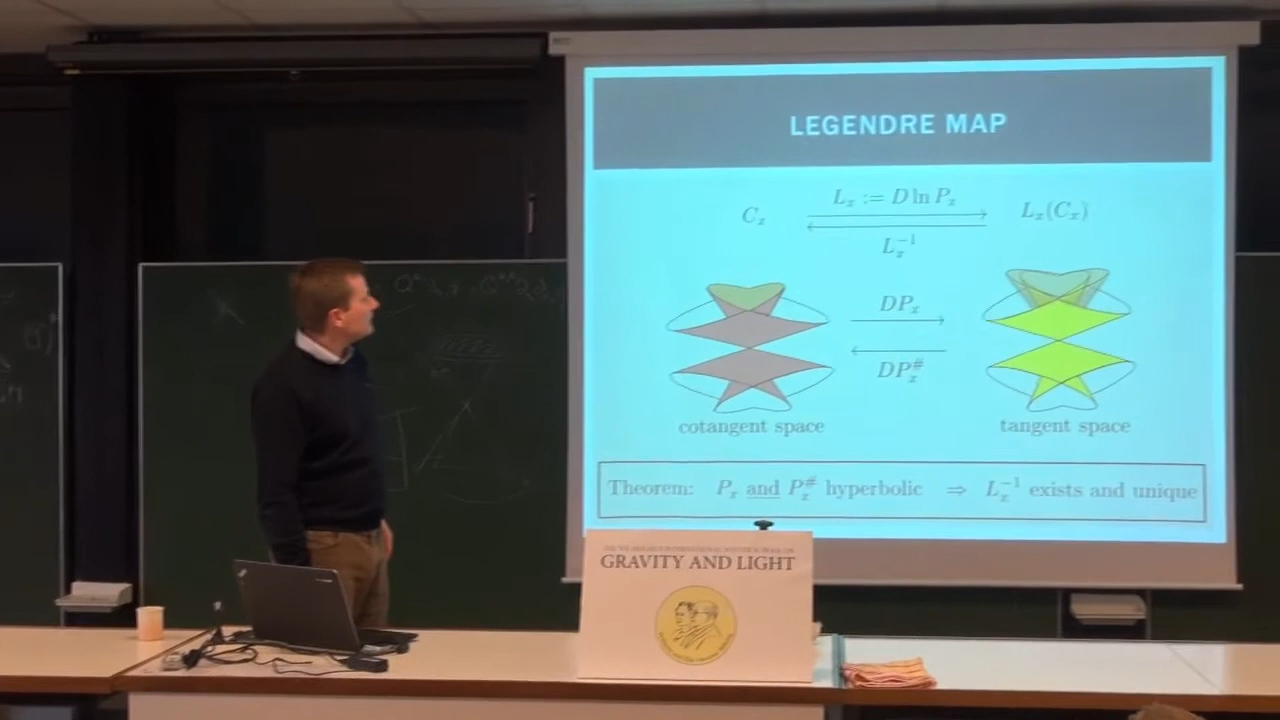 LEGENDRE MAP
C_x
L_x := D ln P_x
L_x(C_x)
L_x^{-1}
DP_x
DP_x^#
cotangent space
tangent space
Theorem: P_x and P_x^# hyperbolic ⇒ L_x^{-1} exists and unique
GRAVITY AND LIGHT